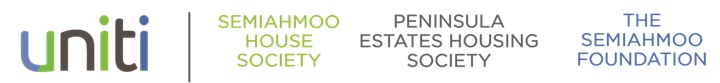 uniti
SEMIAHMOO
HOUSE
SOCIETY
PENINSULA
ESTATES HOUSING
SOCIETY
THE
SEMIAHMOO
FOUNDATION